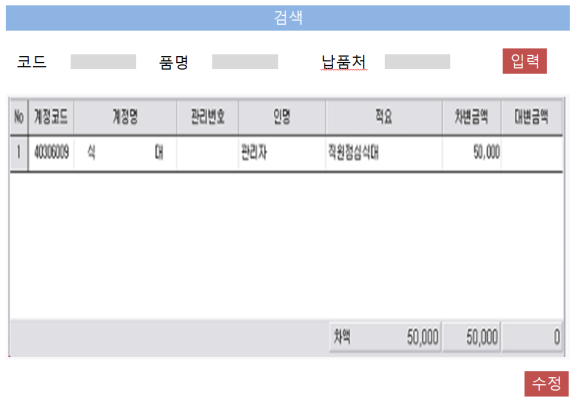 검색
코드 품명 납품처 입력
No 계정코드 계정명 관리번호 인명 적요 차변금액 대변금액
1 40306009 식 대 관리자 직원점심식대 50,000
차액 50,000 50,000 0
수정